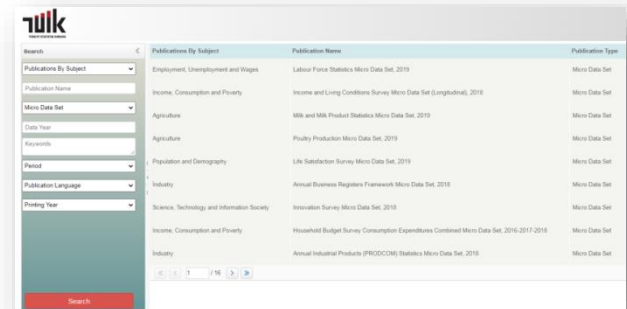 TÜİK
Search
Publications By Subject
Publication Name
Micro Data Set
Data Year
Keywords
Period
Publication Language
Printing Year
Search
Publications By Subject Publication Name Publication Type
Employment, Unemployment and Wages Labour Force Statistics Micro Data Set, 2019 Micro Data Set
Income, Consumption and Poverty Income and Living Conditions Survey Micro Data Set (Longitudinal), 2018 Micro Data Set
Agriculture Milk and Milk Product Statistics Micro Data Set, 2019 Micro Data Set
Agriculture Poultry Production Micro Data Set, 2019 Micro Data Set
Population and Demography Life Satisfaction Survey Micro Data Set, 2019 Micro Data Set
Industry Annual Business Registers Framework Micro Data Set, 2018 Micro Data Set
Science, Technology and Information Society Innovation Survey Micro Data Set, 2018 Micro Data Set
Income, Consumption and Poverty Household Budget Survey Consumption Expenditures Combined Micro Data Set, 2016-2017-2018 Micro Data Set
Industry Annual Industrial Products (PRODCOM) Statistics Micro Data Set, 2018 Micro Data Set
1 /16